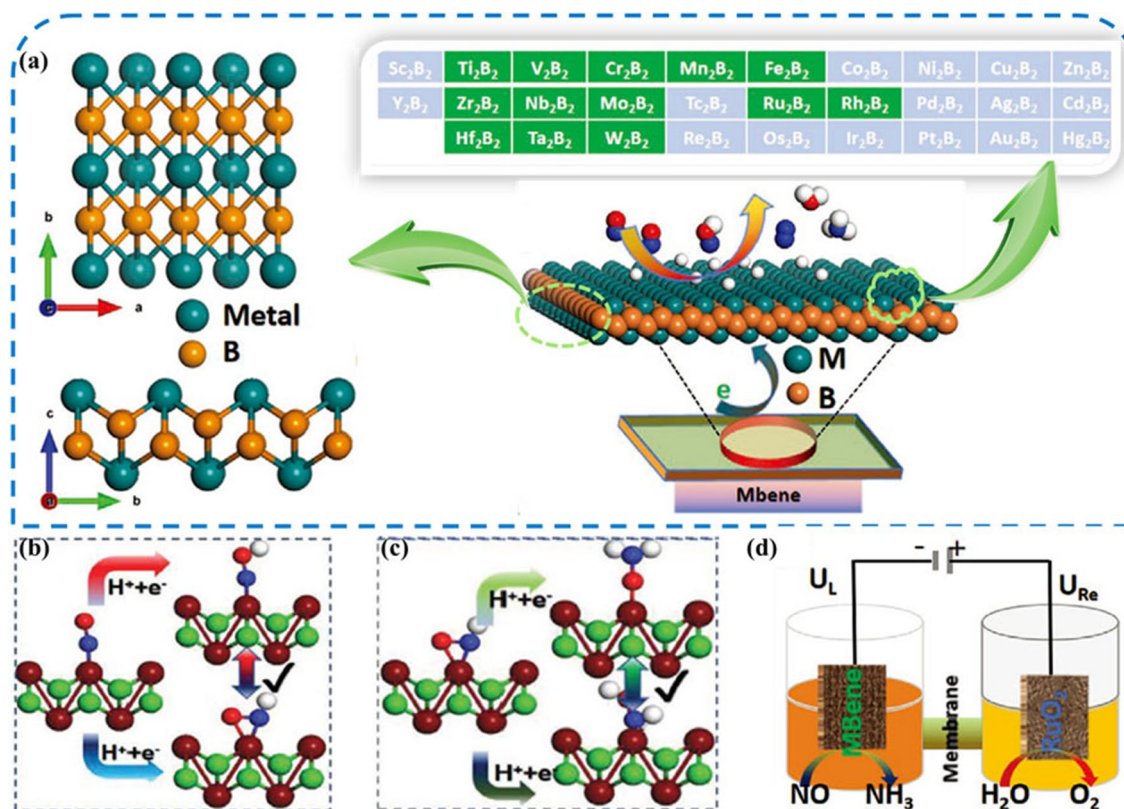 (a)
Sc₂B₂ Ti₂B₂ V₂B₂ Cr₂B₂ Mn₂B₂ Fe₂B₂ Co₂B₂ Ni₂B₂ Cu₂B₂ Zn₂B₂
Y₂B₂ Zr₂B₂ Nb₂B₂ Mo₂B₂ Tc₂B₂ Ru₂B₂ Rh₂B₂ Pd₂B₂ Ag₂B₂ Cd₂B₂
Hf₂B₂ Ta₂B₂ W₂B₂ Re₂B₂ Os₂B₂ Ir₂B₂ Pt₂B₂ Au₂B₂ Hg₂B₂
b
a
Metal
B
c
b
e
M
B
Mbene
(b)
H⁺+e⁻
H⁺+e⁻
(c)
H⁺+e⁻
H⁺+e⁻
(d)
- +
U_L
U_Re
MBene
Membrane
RuO₂
NO NH₃
H₂O O₂